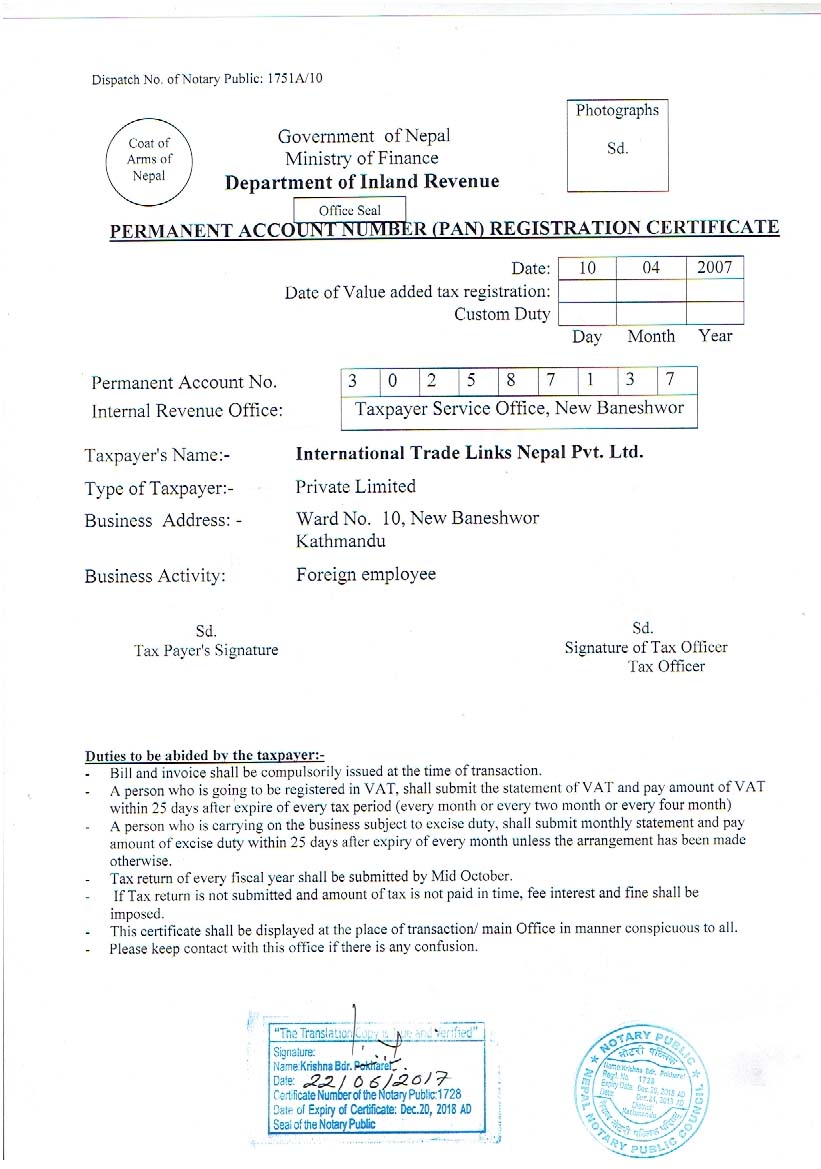 Dispatch No. of Notary Public: 1751A/10
Coat of
Arms of
Nepal
Government of Nepal
Ministry of Finance
Department of Inland Revenue
Photographs
Sd.
Office Seal
PERMANENT ACCOUNT NUMBER (PAN) REGISTRATION CERTIFICATE
Date: 10 04 2007
Date of Value added tax registration:
Custom Duty
Day Month Year
Permanent Account No. 3 0 2 5 8 7 1 3 7
Internal Revenue Office: Taxpayer Service Office, New Baneshwor
Taxpayer's Name:- International Trade Links Nepal Pvt. Ltd.
Type of Taxpayer:- Private Limited
Business Address: - Ward No. 10, New Baneshwor
Kathmandu
Business Activity: Foreign employee
Sd.
Tax Payer's Signature
Sd.
Signature of Tax Officer
Tax Officer
Duties to be abided by the taxpayer:-
- Bill and invoice shall be compulsorily issued at the time of transaction.
- A person who is going to be registered in VAT, shall submit the statement of VAT and pay amount of VAT
within 25 days after expire of every tax period (every month or every two month or every four month)
- A person who is carrying on the business subject to excise duty, shall submit monthly statement and pay
amount of excise duty within 25 days after expiry of every month unless the arrangement has been made
otherwise.
- Tax return of every fiscal year shall be submitted by Mid October.
- If Tax return is not submitted and amount of tax is not paid in time, fee interest and fine shall be
imposed.
- This certificate shall be displayed at the place of transaction/ main Office in manner conspicuous to all.
- Please keep contact with this office if there is any confusion.
"The Translation Copy is True and Verified"
Signature:
Name:Krishna Bdr. Pokharel
Date: 22/06/2017
Certificate Number of the Notary Public:1728
Date of Expiry of Certificate: Dec.20, 2018 AD
Seal of the Notary Public
NOTARY PUBLIC
नोटरी पब्लिक
Name:Krishna Bdr. Pokharel
Regd. No. 1728
Expiry Date: Dec.20, 2018 AD
District
Kathmandu
NEPAL NOTARY PUBLIC COUNCIL